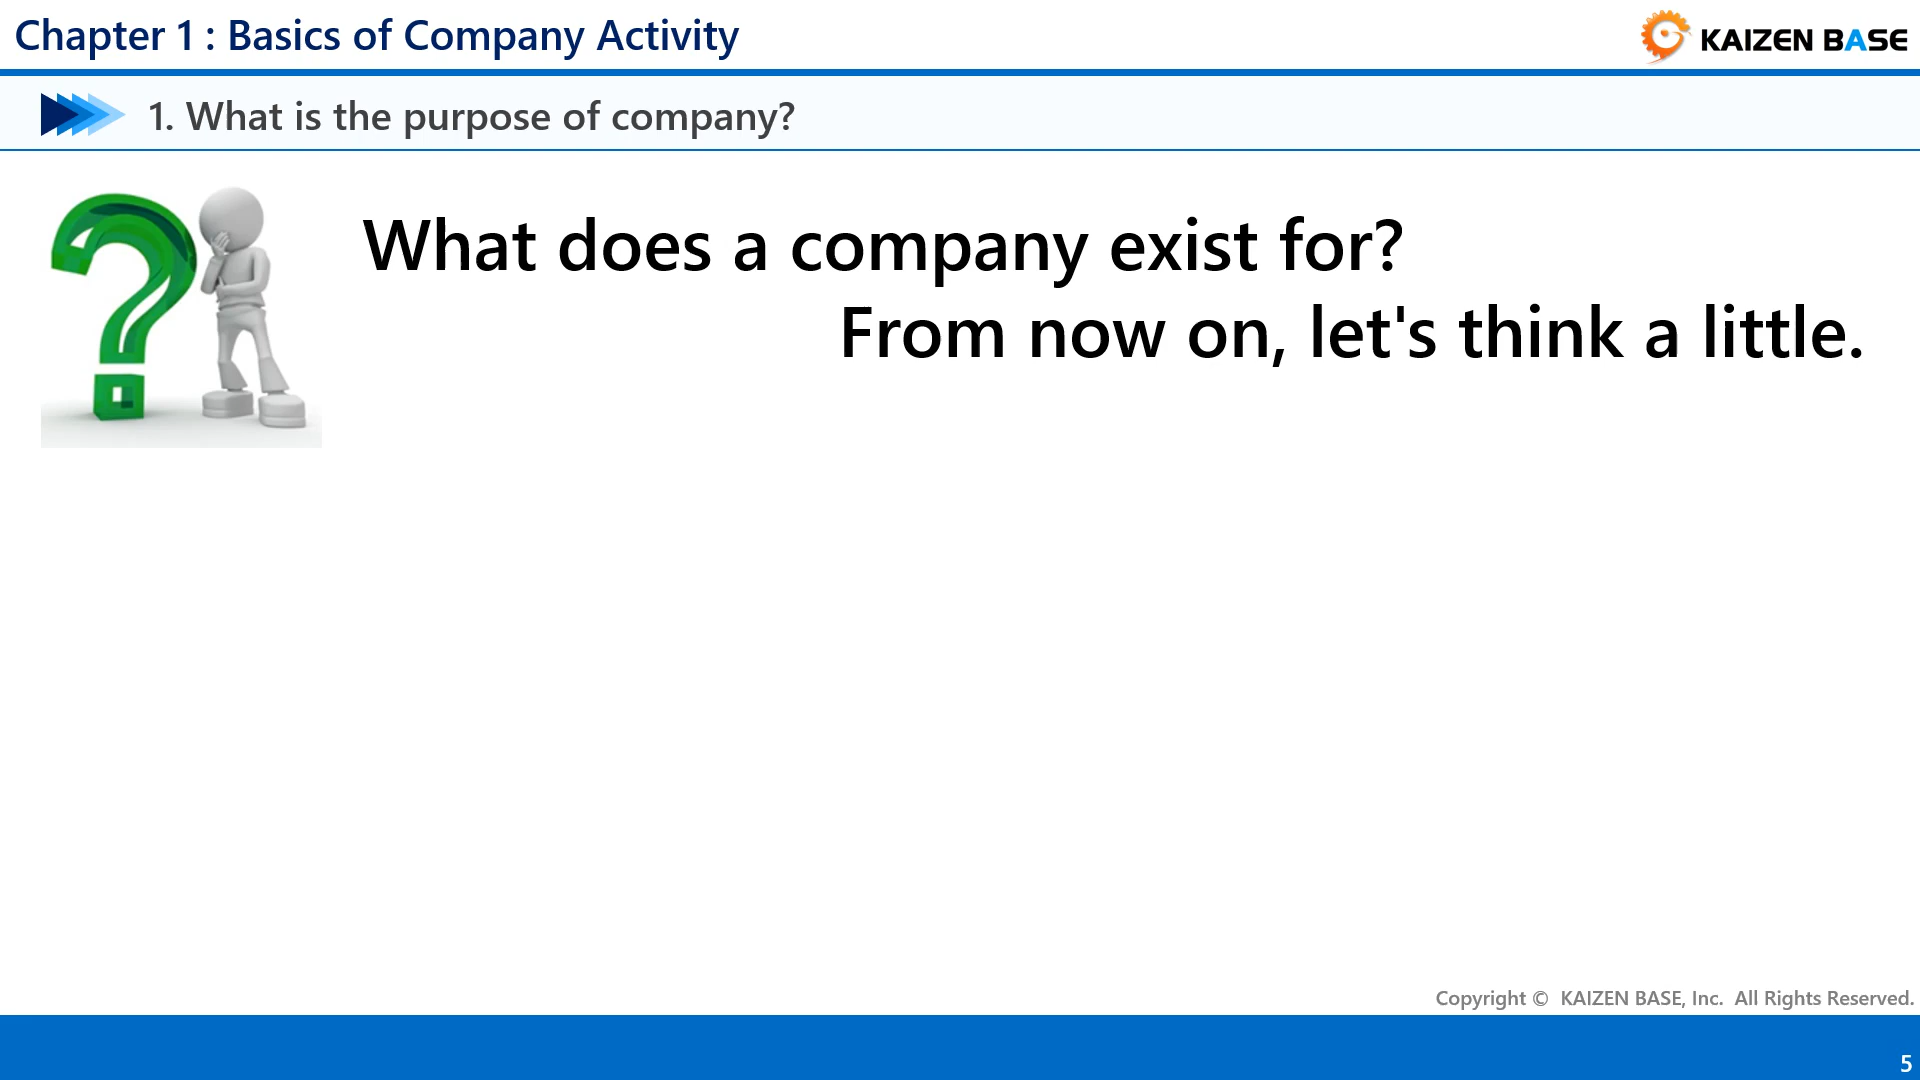 Chapter 1 : Basics of Company Activity
KAIZEN BASE
1. What is the purpose of company?
What does a company exist for?
From now on, let's think a little.
Copyright © KAIZEN BASE, Inc. All Rights Reserved.
5